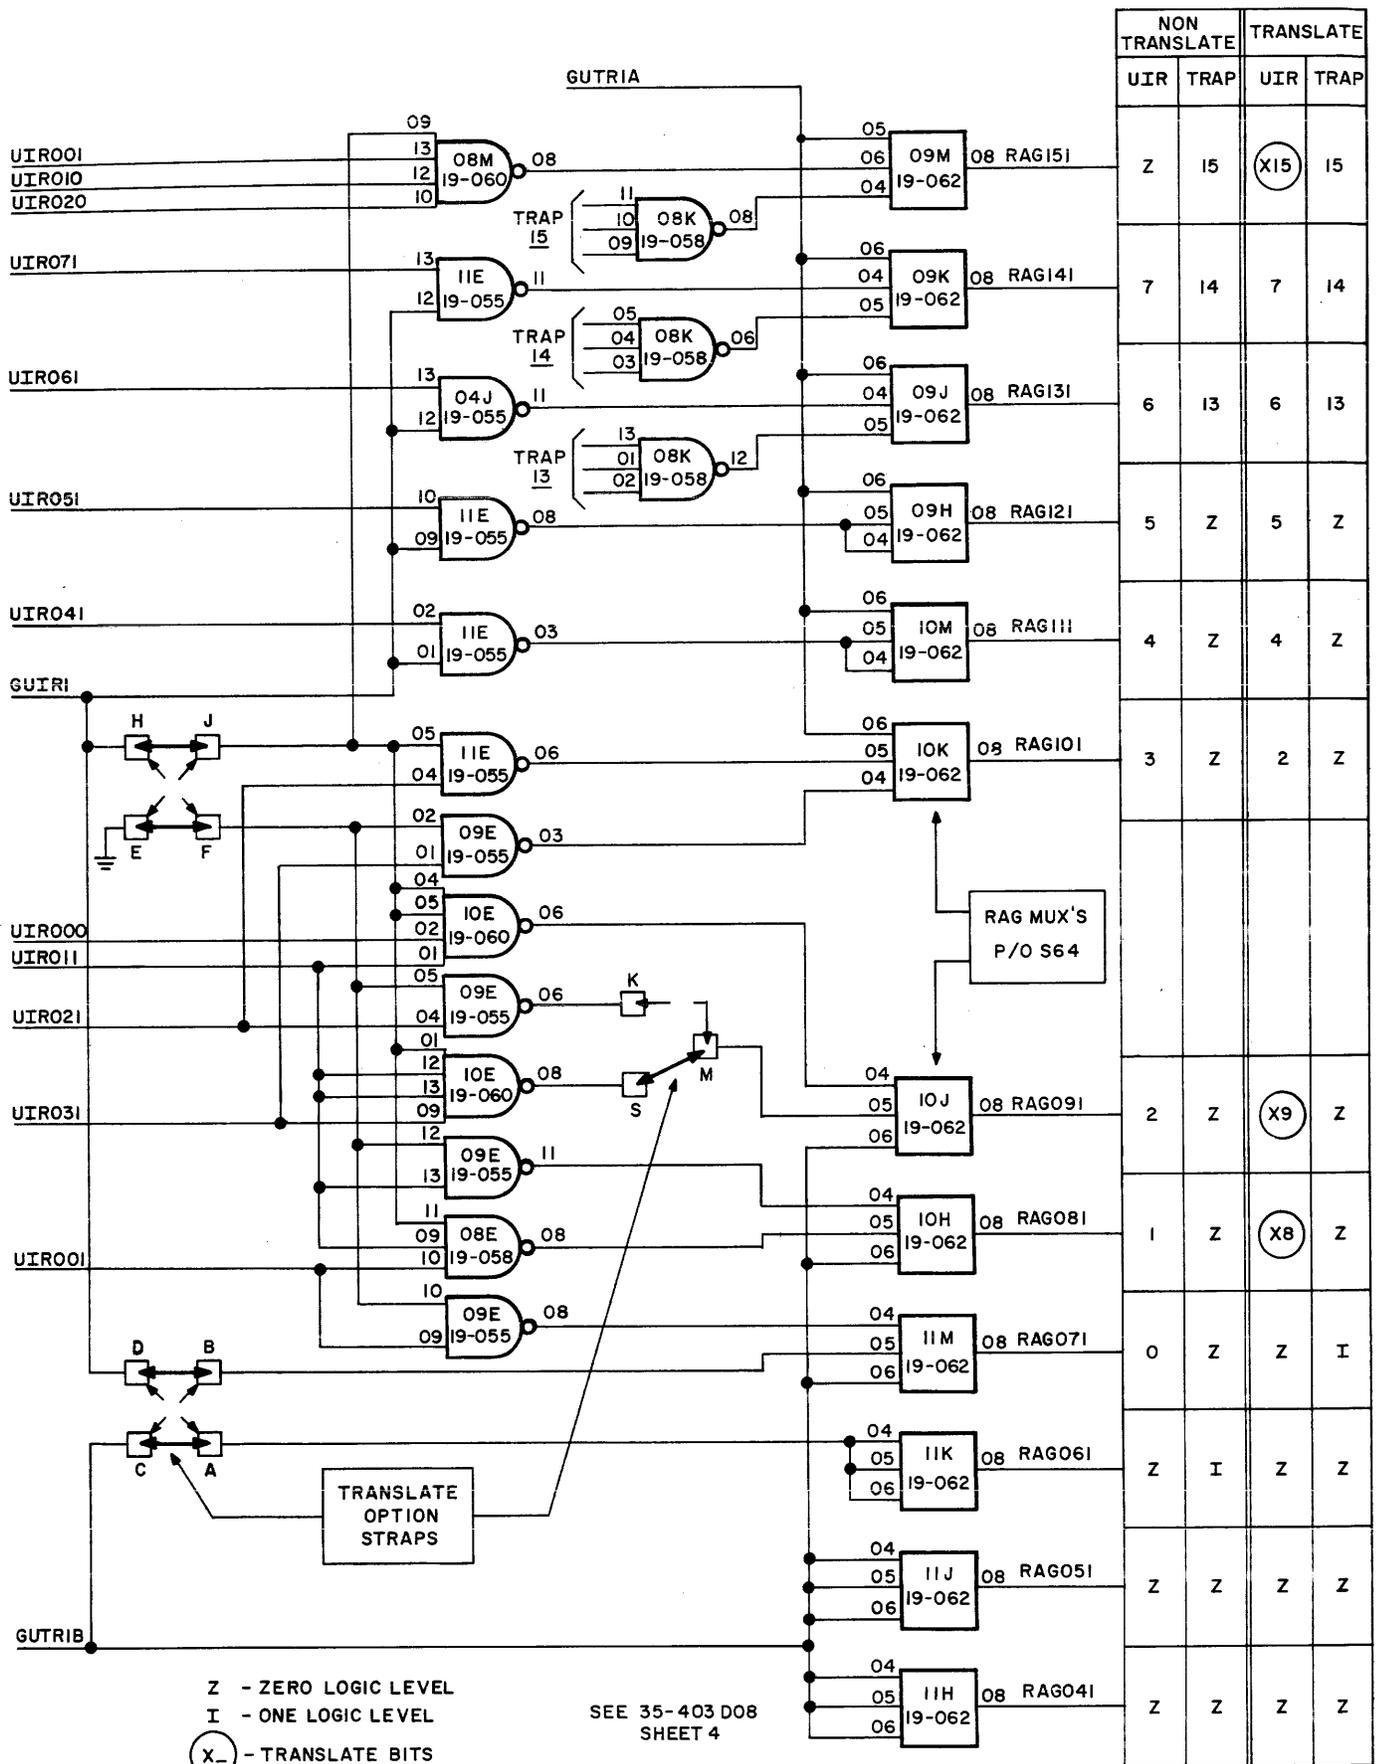 NON TRANSLATE TRANSLATE
UIR TRAP UIR TRAP
GUTR1A
09
UIR001 13 08M 08 05 09M 08 RAG151 Z 15 X15 15
UIR010 12 19-060 06 19-062
UIR020 10 04
TRAP 15 11 10 09 08K 19-058 08
UIR071 13 11E 11 06 09K 08 RAG141 7 14 7 14
12 19-055 04 19-062
05
TRAP 14 05 04 03 08K 19-058 06
UIR061 13 04J 11 06 09J 08 RAG131 6 13 6 13
12 19-055 04 19-062
05
TRAP 13 13 01 02 08K 19-058 12
UIR051 10 11E 08 06 09H 08 RAG121 5 Z 5 Z
09 19-055 05 19-062
04
UIR041 02 11E 03 06 10M 08 RAG111 4 Z 4 Z
01 19-055 05 19-062
04
GUIR1
H J 05 11E 06 06 10K 08 RAG101 3 Z 2 Z
04 19-055 05 19-062
04
E F 02 09E 03
01 19-055
04
05 10E 06
UIR000 02 19-060
UIR011 01
RAG MUX'S
P/O S64
05 09E 06 K
UIR021 04 19-055
01
12 10E 08 S M
13 19-060
UIR031 09
04 10J 08 RAG091 2 Z X9 Z
05 19-062
06
12 09E 11
13 19-055
04 10H 08 RAG081 1 Z X8 Z
05 19-062
06
11 08E 08
09 19-058
UIR001 10
10 09E 08
09 19-055
04 11M 08 RAG071 0 Z Z I
05 19-062
06
D B
C A
04 11K 08 RAG061 Z I Z Z
05 19-062
06
TRANSLATE
OPTION
STRAPS
04 11J 08 RAG051 Z Z Z Z
05 19-062
06
GUTR1B
04 11H 08 RAG041 Z Z Z Z
05 19-062
06
Z - ZERO LOGIC LEVEL
I - ONE LOGIC LEVEL
X_ - TRANSLATE BITS
SEE 35-403 D08
SHEET 4